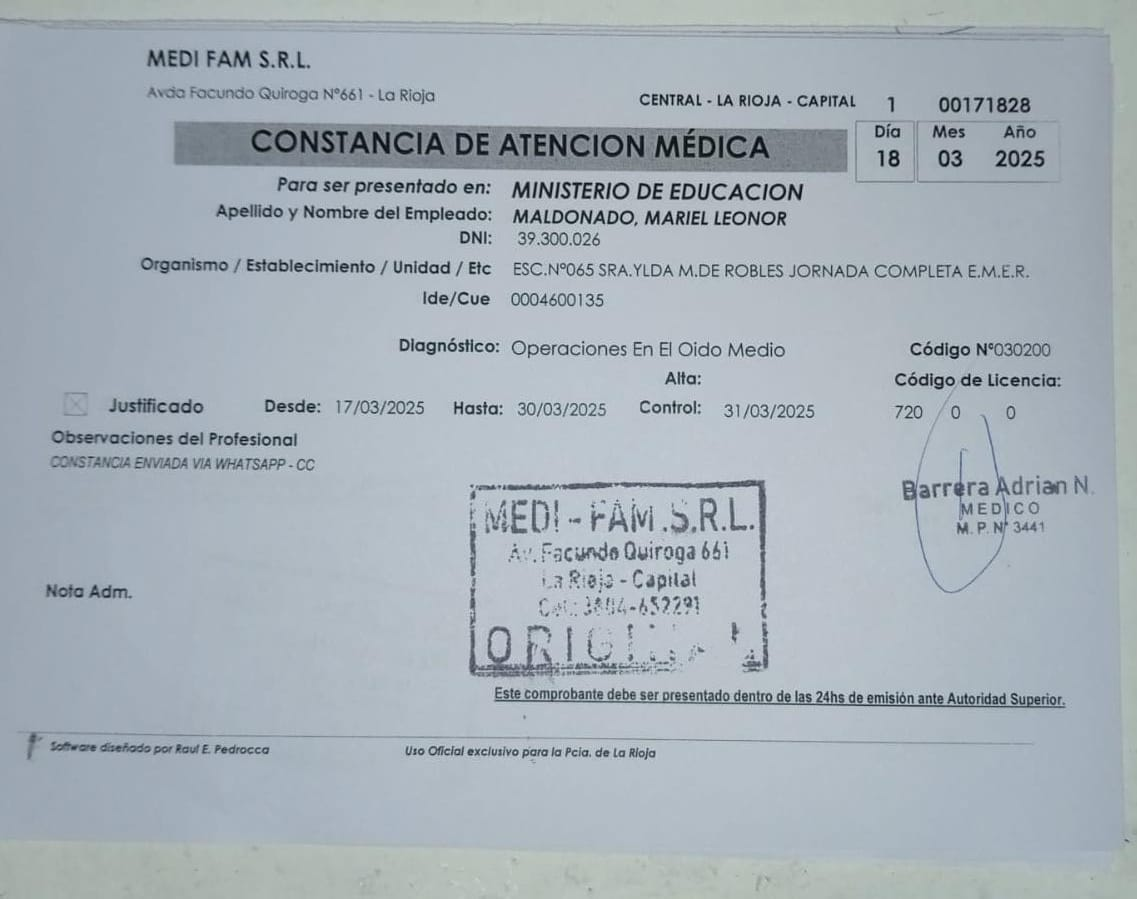 MEDI FAM S.R.L.
Avda Facundo Quiroga Nº661 - La Rioja
CENTRAL - LA RIOJA - CAPITAL 1 00171828
CONSTANCIA DE ATENCION MÉDICA
Día Mes Año
18 03 2025
Para ser presentado en: MINISTERIO DE EDUCACION
Apellido y Nombre del Empleado: MALDONADO, MARIEL LEONOR
DNI: 39.300.026
Organismo / Establecimiento / Unidad / Etc ESC.Nº065 SRA.YLDA M.DE ROBLES JORNADA COMPLETA E.M.E.R.
Ide/Cue 0004600135
Diagnóstico: Operaciones En El Oido Medio Código Nº030200
Alta: Código de Licencia:
Justificado Desde: 17/03/2025 Hasta: 30/03/2025 Control: 31/03/2025 720 0 0
Observaciones del Profesional
CONSTANCIA ENVIADA VIA WHATSAPP - CC
Barrera Adrian N.
MEDICO
M. P. Nº 3441
MEDI - FAM .S.R.L.
Av. Facundo Quiroga 661
La Rioja - Capital
Cel.: 3804-652291
Nota Adm.
Este comprobante debe ser presentado dentro de las 24hs de emisión ante Autoridad Superior.
Software diseñado por Raul E. Pedrocca Uso Oficial exclusivo para la Pcia. de La Rioja